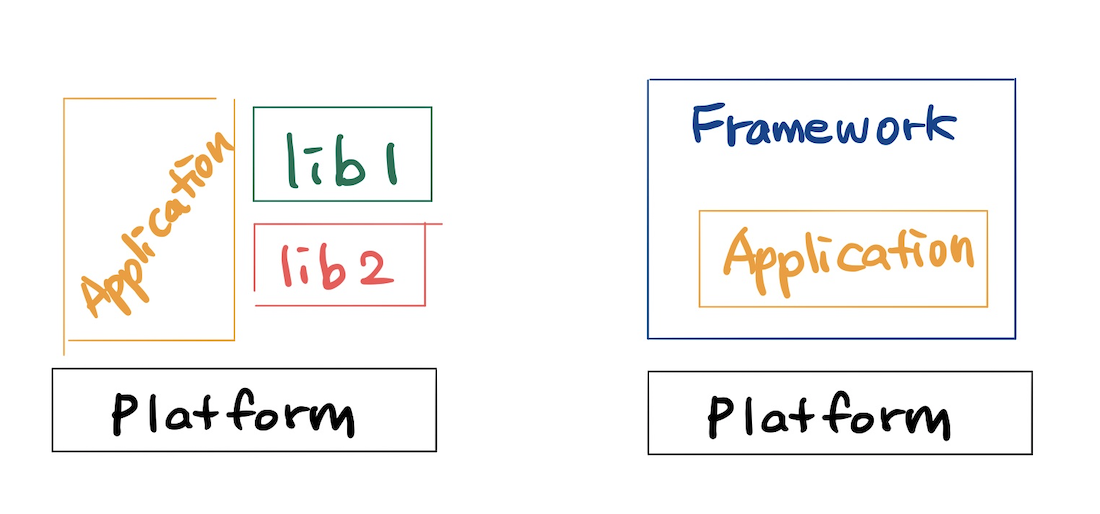 Application
lib1
lib2
Platform
Framework
Application
Platform